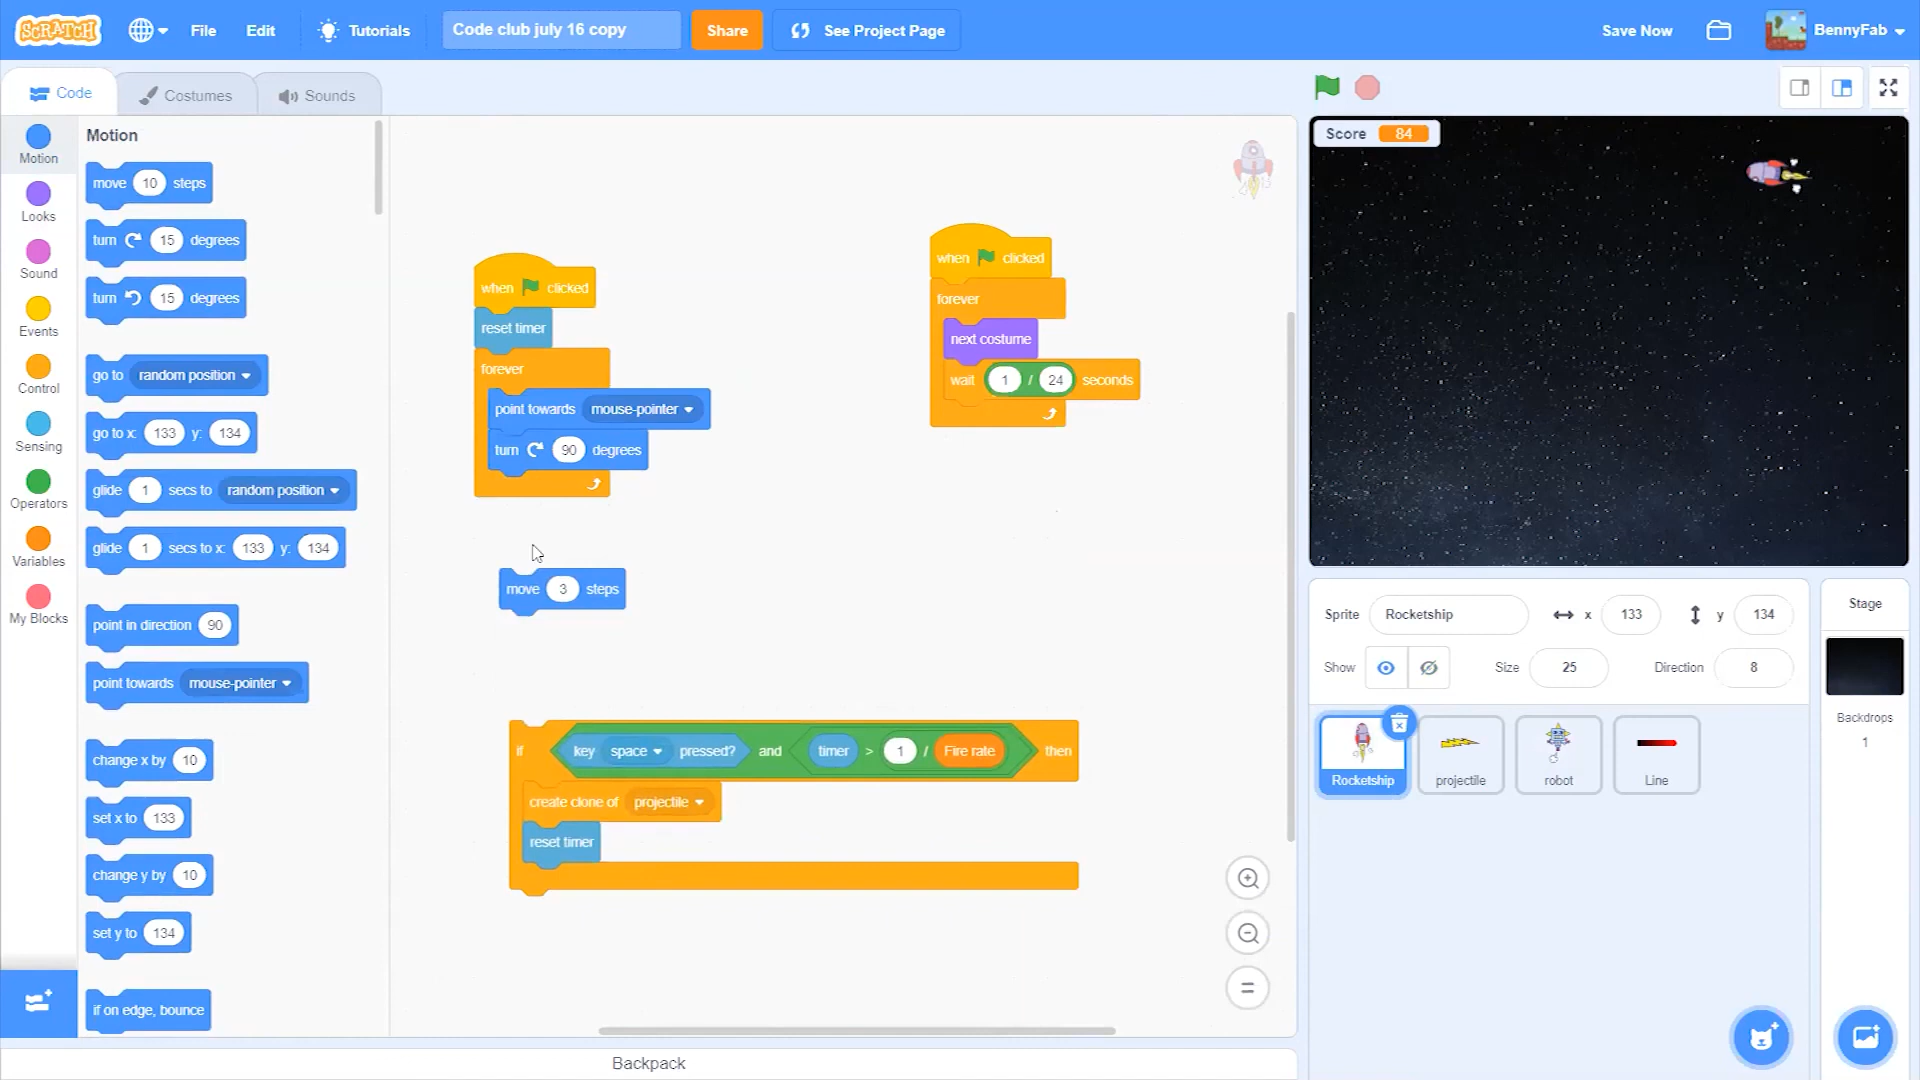 SCRATCH File Edit Tutorials Code club july 16 copy Share See Project Page Save Now BennyFab
Code Costumes Sounds
Motion
Looks
Sound
Events
Control
Sensing
Operators
Variables
My Blocks
Motion
move 10 steps
turn 15 degrees
turn 15 degrees
go to random position
go to x: 133 y: 134
glide 1 secs to random position
glide 1 secs to x: 133 y: 134
point in direction 90
point towards mouse-pointer
change x by 10
set x to 133
change y by 10
set y to 134
if on edge, bounce
when clicked
reset timer
forever
point towards mouse-pointer
turn 90 degrees
move 3 steps
when clicked
forever
next costume
wait 1 / 24 seconds
if key space pressed? and timer > 1 / Fire rate then
create clone of projectile
reset timer
Backpack
Score 84
Sprite Rocketship x 133 y 134
Show Size 25 Direction 8
Rocketship projectile robot Line
Stage
Backdrops
1